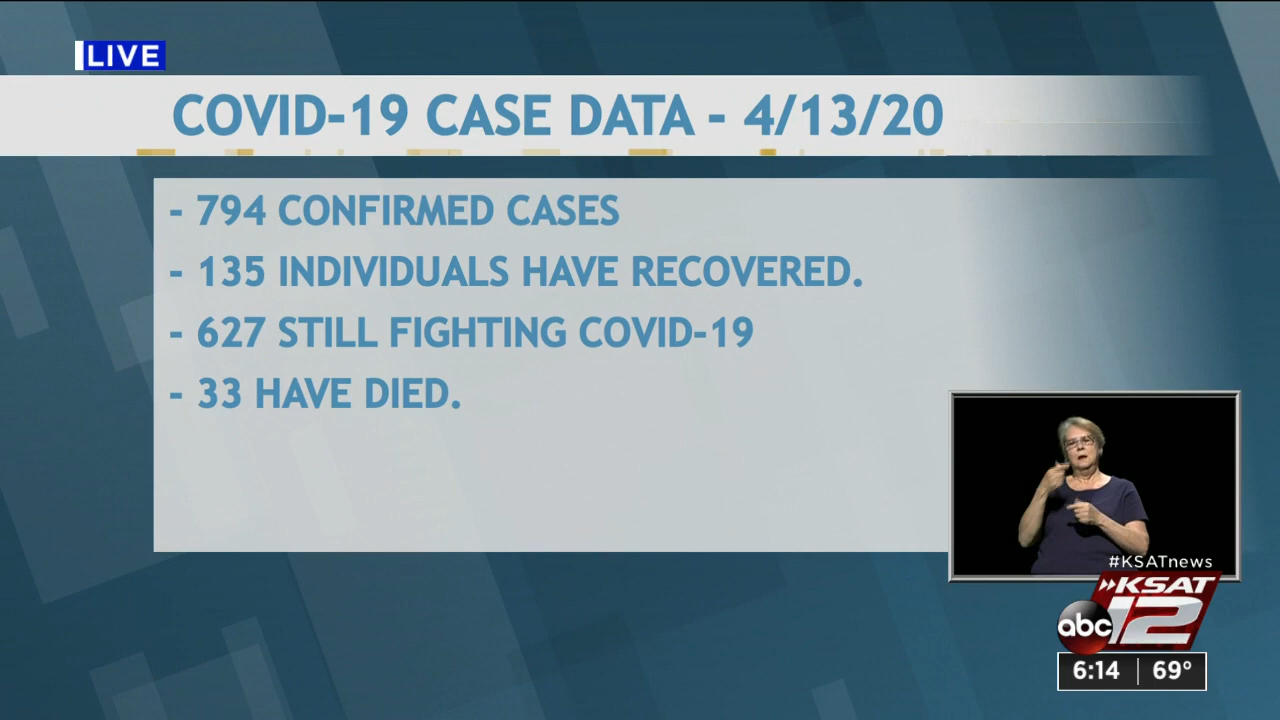 LIVE
COVID-19 CASE DATA - 4/13/20
- 794 CONFIRMED CASES
- 135 INDIVIDUALS HAVE RECOVERED.
- 627 STILL FIGHTING COVID-19
- 33 HAVE DIED.
#KSATnews
KSAT
abc 12
6:14 69°